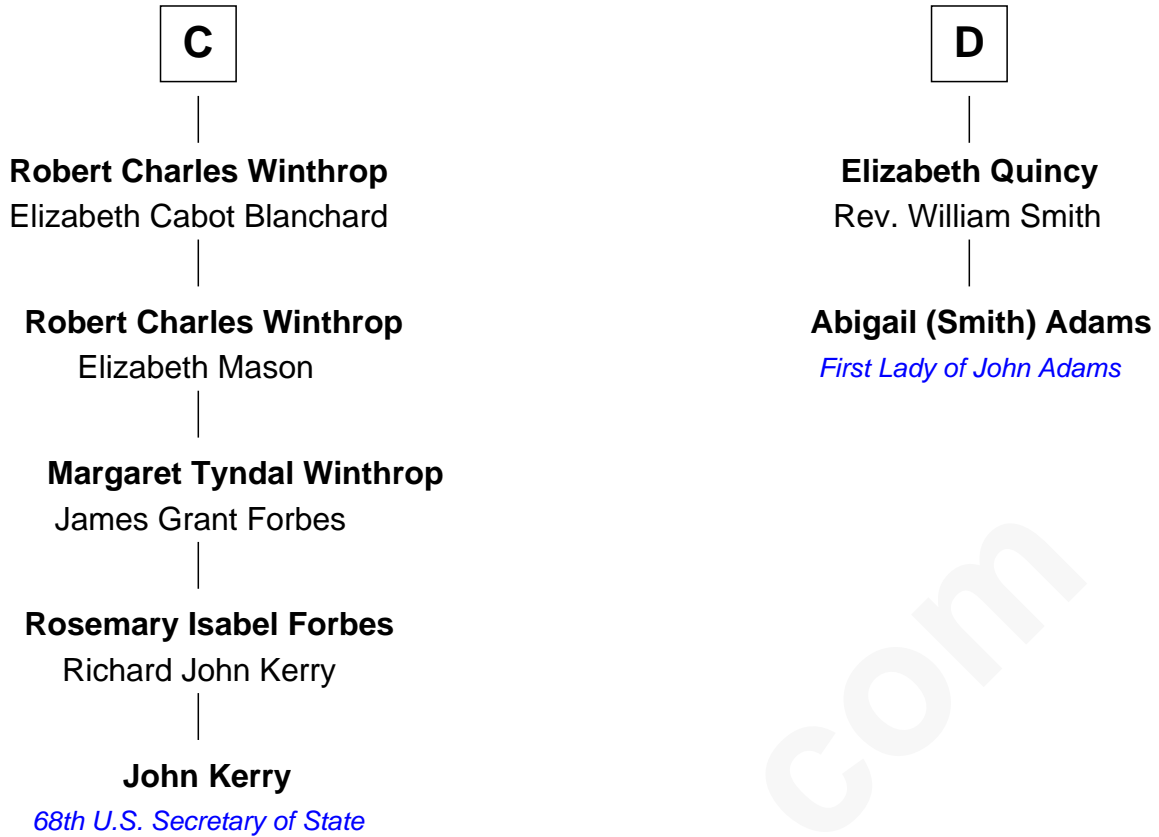 C
Robert Charles Winthrop
Elizabeth Cabot Blanchard
Robert Charles Winthrop
Elizabeth Mason
Margaret Tyndal Winthrop
James Grant Forbes
Rosemary Isabel Forbes
Richard John Kerry
John Kerry
68th U.S. Secretary of State
D
Elizabeth Quincy
Rev. William Smith
Abigail (Smith) Adams
First Lady of John Adams
com